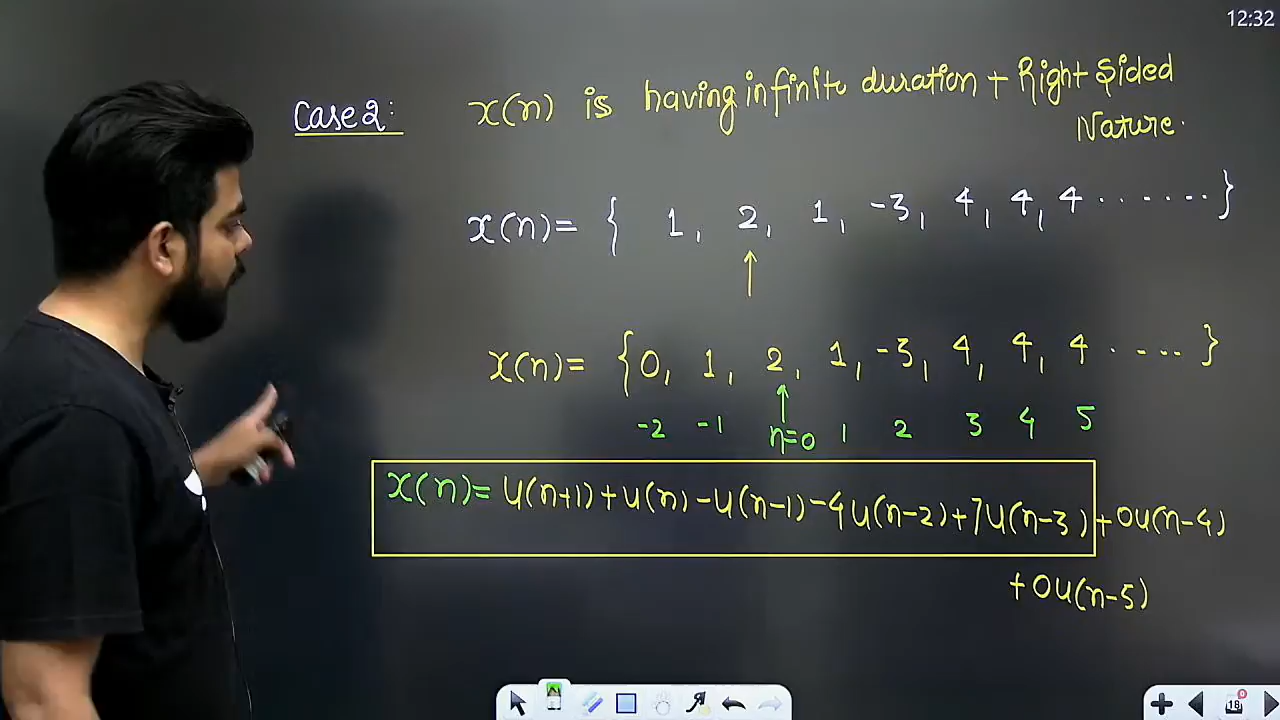 12:32
Case 2: x(n) is having infinite duration + Right Sided
Nature.
x(n) = { 1, 2, 1, -3, 4, 4, 4 ....... }
↑
x(n) = {0, 1, 2, 1, -3, 4, 4, 4 ..... }
↑
-2 -1 n=0 1 2 3 4 5
x(n) = u(n+1) + u(n) - u(n-1) - 4u(n-2) + 7u(n-3) + 0u(n-4)
+ 0u(n-5)
18
0